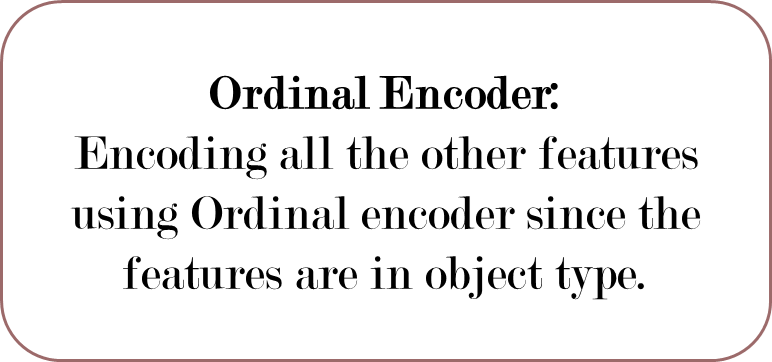 Ordinal Encoder:
Encoding all the other features
using Ordinal encoder since the
features are in object type.